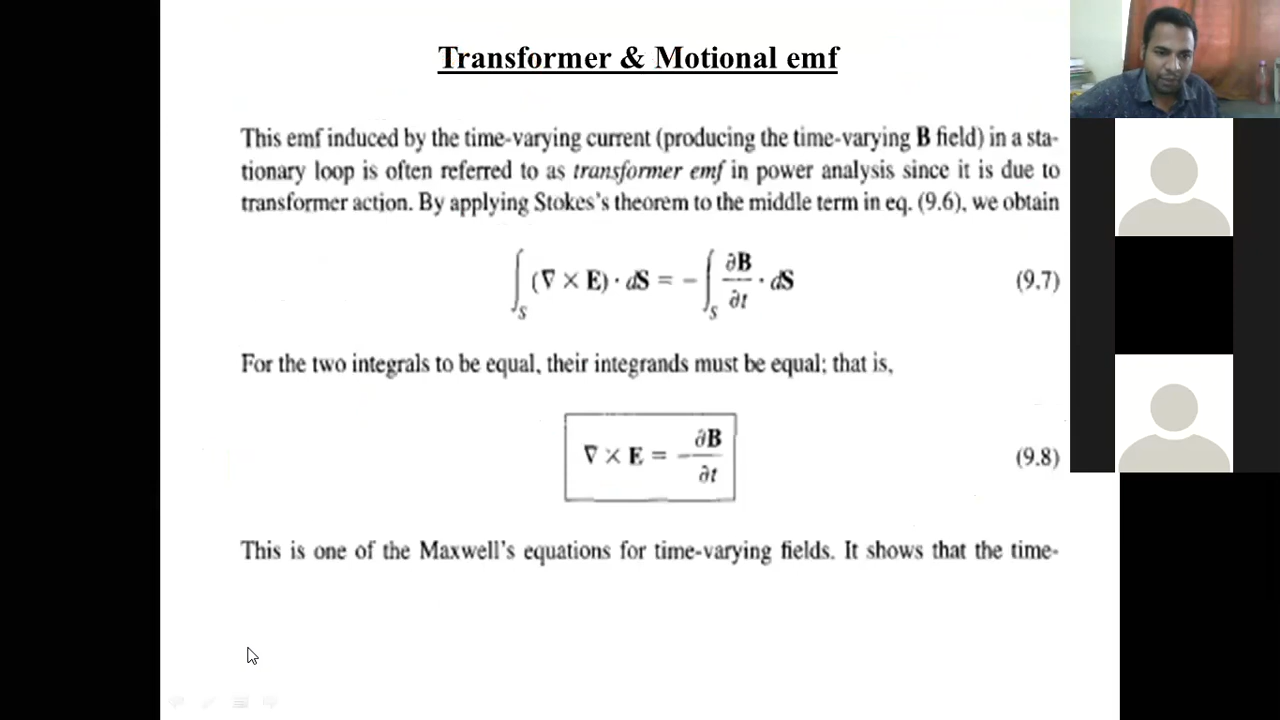 Transformer & Motional emf
This emf induced by the time-varying current (producing the time-varying B field) in a sta-
tionary loop is often referred to as transformer emf in power analysis since it is due to
transformer action. By applying Stokes's theorem to the middle term in eq. (9.6), we obtain
∫_S (∇ × E) · dS = −∫_S ∂B/∂t · dS (9.7)
For the two integrals to be equal, their integrands must be equal; that is,
∇ × E = −∂B/∂t (9.8)
This is one of the Maxwell's equations for time-varying fields. It shows that the time-